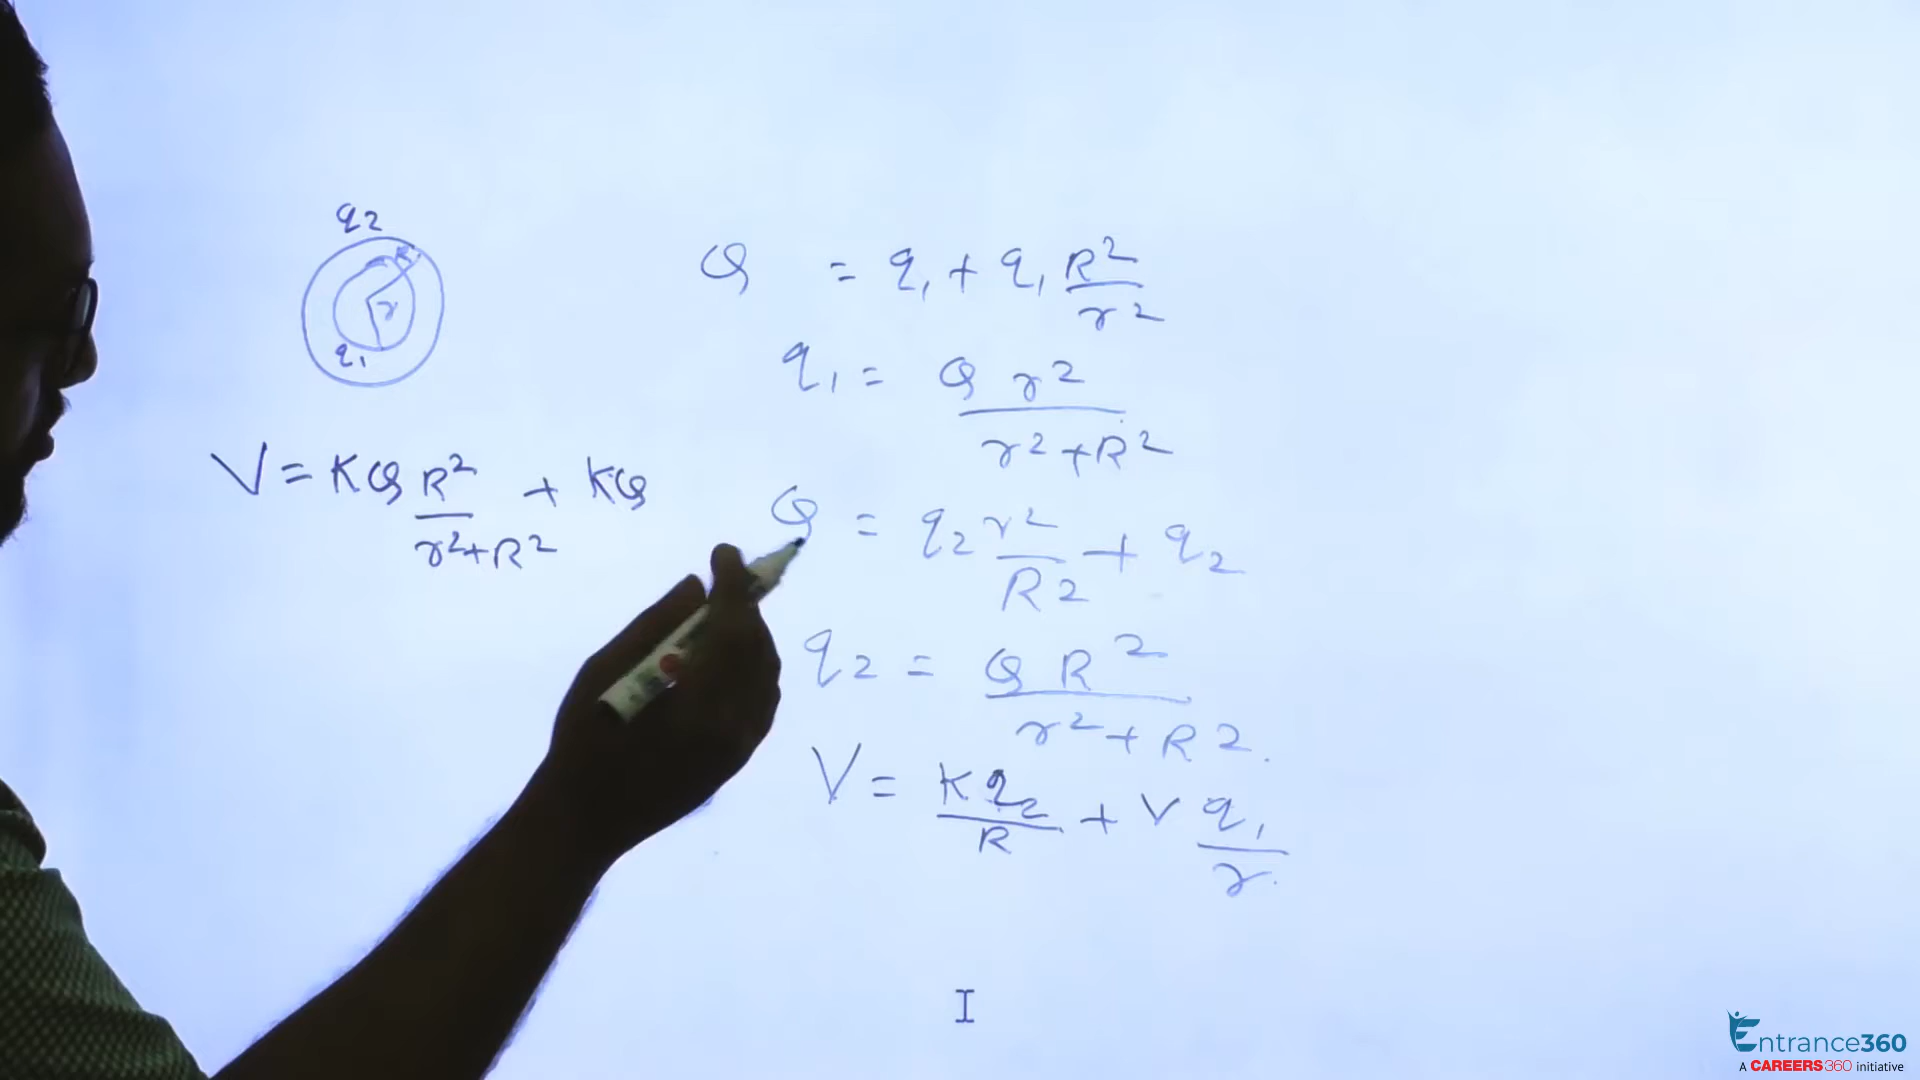 q2
R
r
q1
V = KQ R²/r²+R² + KQ
Q = q1 + q1 R²/r²
q1 = Q r²/r²+R²
Q = q2 r²/R2 + q2
q2 = Q R²/r²+R2.
V = Kq2/R + V q1/r.
Entrance360
A CAREERS360 initiative